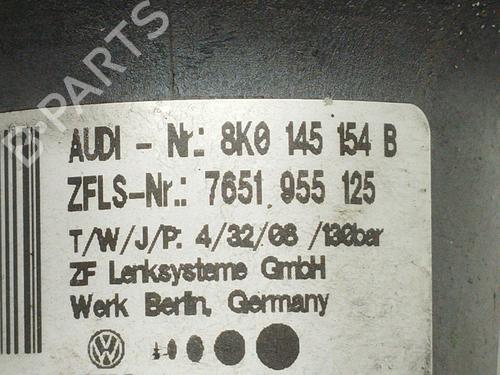 B-PARTS
AUDI - Nr.: 8K0 145 154 B
ZFLS-Nr.: 7651 955 125
T/W/J/P: 4/32/08 /130bar
ZF Lenksysteme GmbH
Werk Berlin, Germany